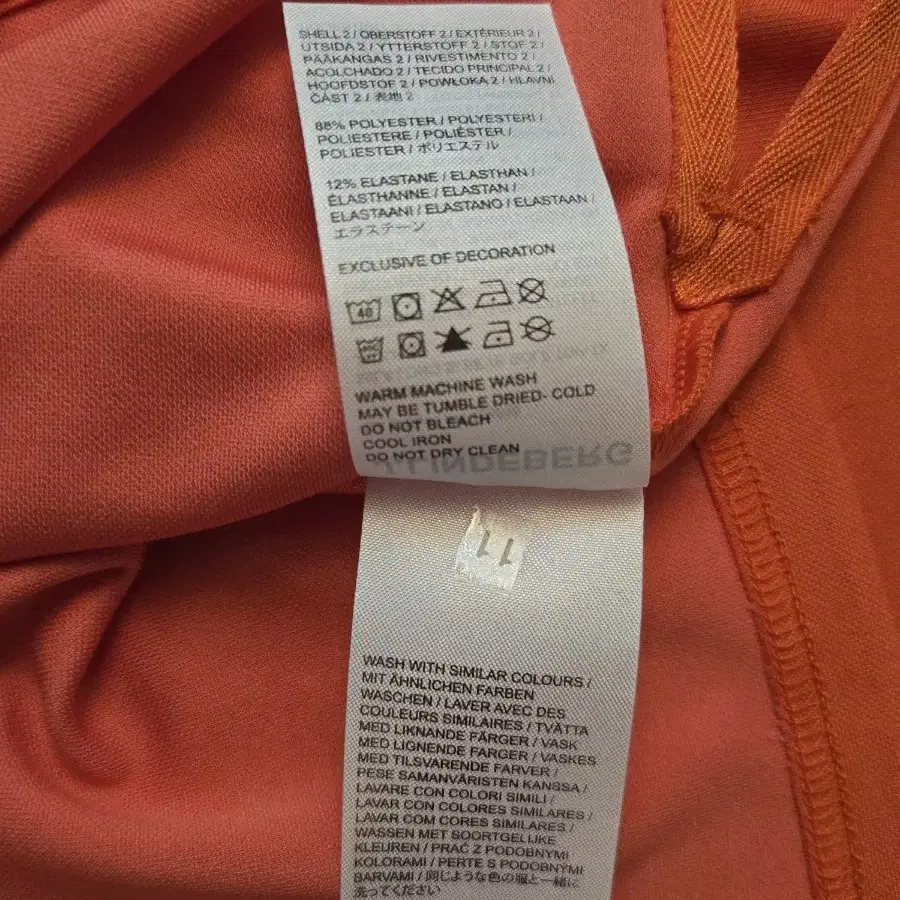 SHELL 2 / OBERSTOFF 2 / EXTÉRIEUR 2 /
UTSIDA 2 / YTTERSTOFF 2 / STOF 2 /
PÄÄKANGAS 2 / RIVESTIMENTO 2 /
ACOLCHADO 2 / TECIDO PRINCIPAL 2 /
HOOFDSTOF 2 / POWŁOKA 2 / HLAVNÍ
ČÁST 2 / 表地 2
88% POLYESTER / POLYESTERI /
POLIESTERE / POLIÉSTER /
POLIESTER / ポリエステル
12% ELASTANE / ELASTHAN /
ÉLASTHANNE / ELASTAN /
ELASTAANI / ELASTANO / ELASTAAN /
エラステーン
EXCLUSIVE OF DECORATION
40
WARM MACHINE WASH
MAY BE TUMBLE DRIED- COLD
DO NOT BLEACH
COOL IRON
DO NOT DRY CLEAN
J.LINDEBERG
11
WASH WITH SIMILAR COLOURS /
MIT ÄHNLICHEN FARBEN
WASCHEN / LAVER AVEC DES
COULEURS SIMILAIRES / TVÄTTA
MED LIKNANDE FÄRGER / VASK
MED LIGNENDE FARGER / VASKES
MED TILSVARENDE FARVER /
PESE SAMANVÄRISTEN KANSSA /
LAVARE CON COLORI SIMILI /
LAVAR CON COLORES SIMILARES /
LAVAR COM CORES SIMILARES /
WASSEN MET SOORTGELIJKE
KLEUREN / PRAĆ Z PODOBNYMI
KOLORAMI / PERTE S PODOBNÝMI
BARVAMI / 同じような色の服と一緒に
洗ってください